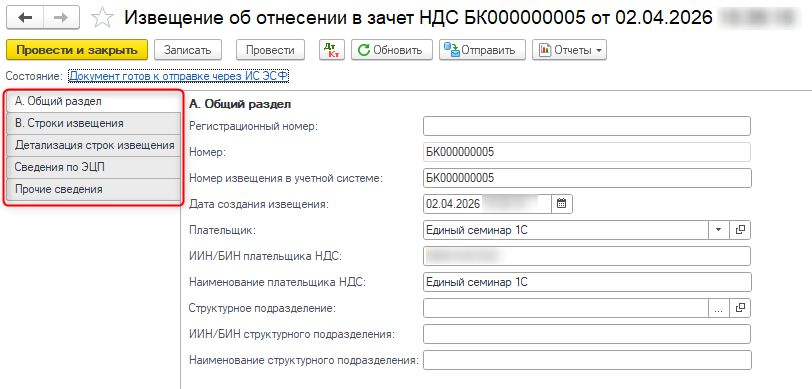 Извещение об отнесении в зачет НДС БК000000005 от 02.04.2026
Провести и закрыть Записать Провести Дт Кт Обновить Отправить Отчеты
Состояние: Документ готов к отправке через ИС ЭСФ
А. Общий раздел
В. Строки извещения
Детализация строк извещения
Сведения по ЭЦП
Прочие сведения
А. Общий раздел
Регистрационный номер:
Номер: БК000000005
Номер извещения в учетной системе: БК000000005
Дата создания извещения: 02.04.2026
Плательщик: Единый семинар 1С
ИИН/БИН плательщика НДС:
Наименование плательщика НДС: Единый семинар 1С
Структурное подразделение: ...
ИИН/БИН структурного подразделения:
Наименование структурного подразделения: